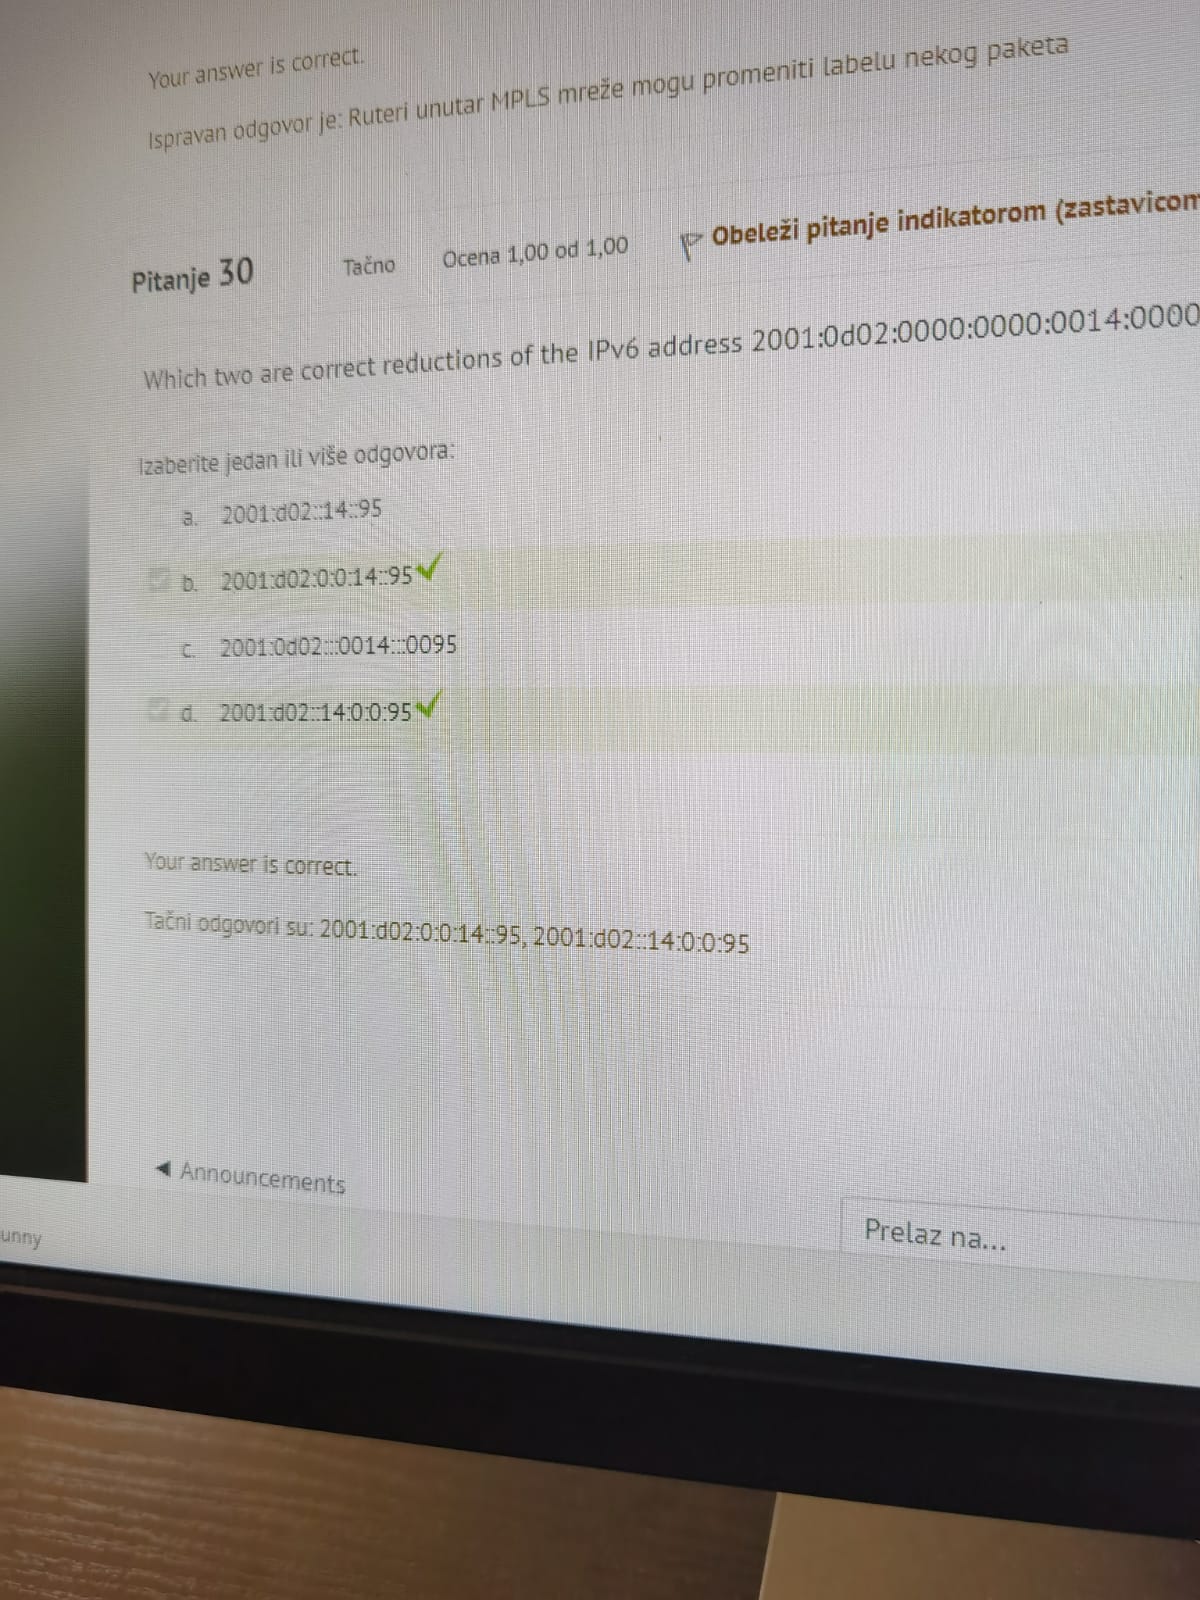 Your answer is correct.
Ispravan odgovor je: Ruteri unutar MPLS mreže mogu promeniti labelu nekog paketa
Pitanje 30 Tačno Ocena 1,00 od 1,00 Obeleži pitanje indikatorom (zastavicom
Which two are correct reductions of the IPv6 address 2001:0d02:0000:0000:0014:0000
Izaberite jedan ili više odgovora:
a. 2001:d02::14::95
b. 2001:d02:0:0:14::95
c. 2001:0d02:::0014:::0095
d. 2001:d02::14:0:0:95
Your answer is correct.
Tačni odgovori su: 2001:d02:0:0:14::95, 2001:d02::14:0:0:95
◄ Announcements
Prelaz na...
unny